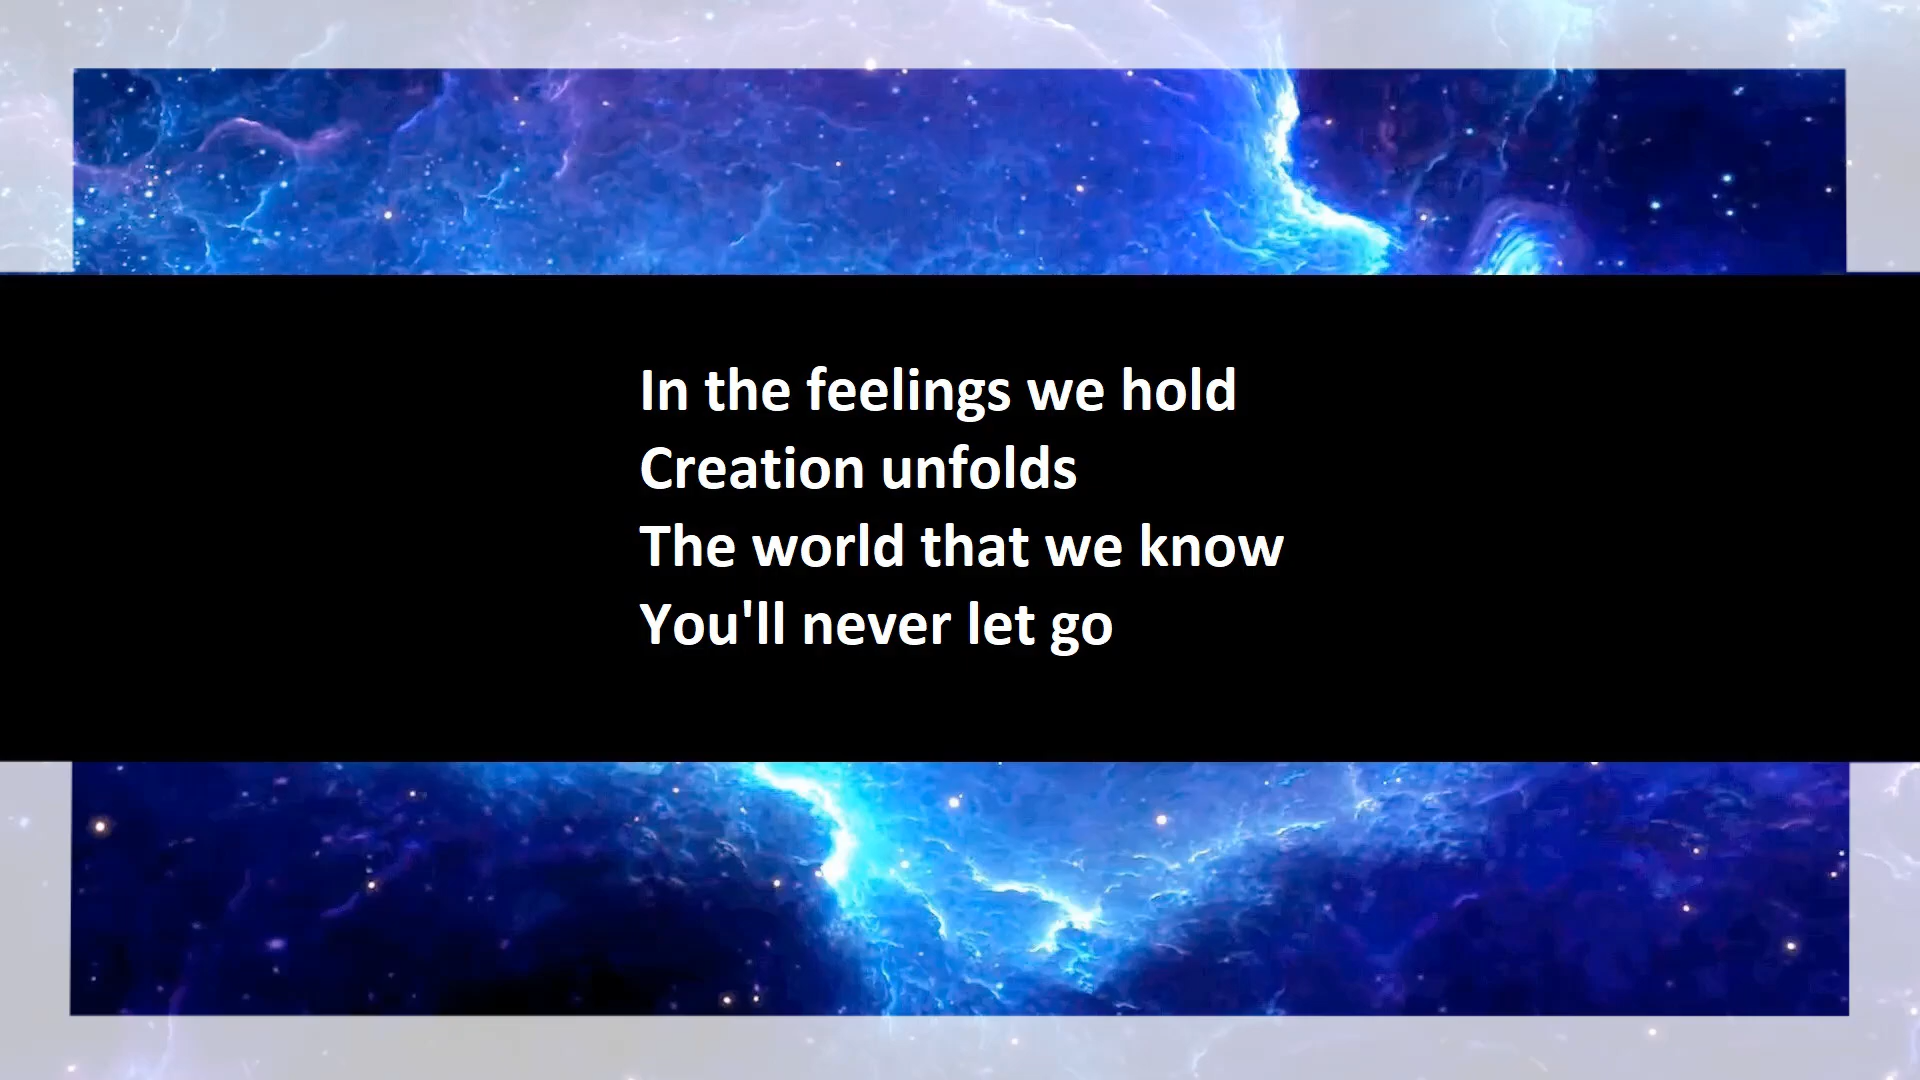 In the feelings we hold
Creation unfolds
The world that we know
You'll never let go